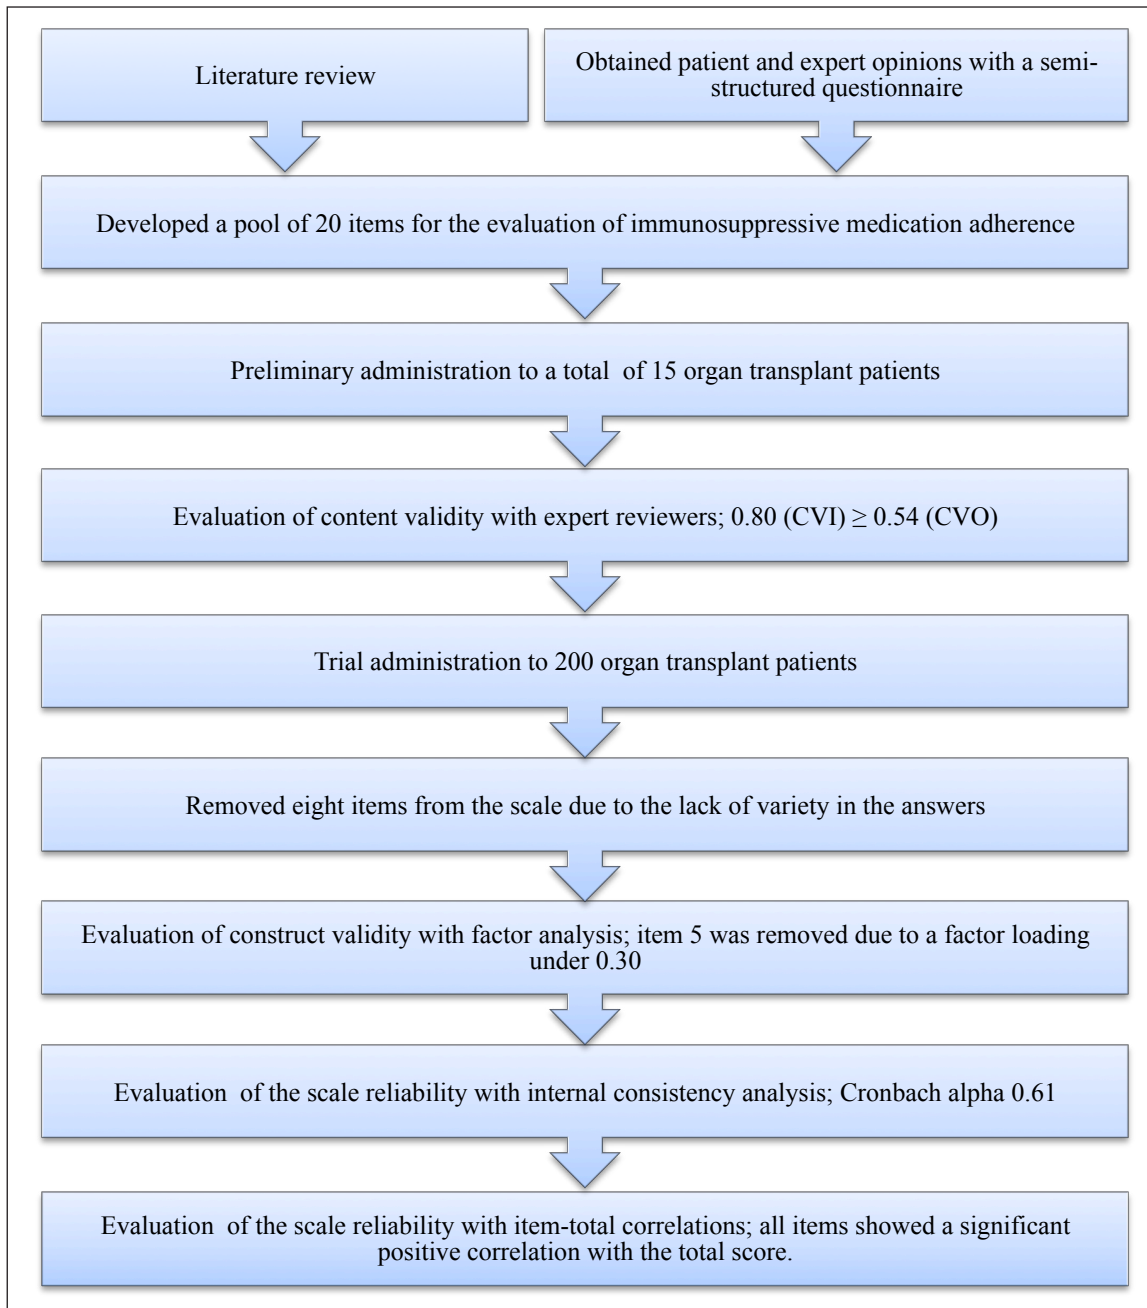 Literature review
Obtained patient and expert opinions with a semi-
structured questionnaire
Developed a pool of 20 items for the evaluation of immunosuppressive medication adherence
Preliminary administration to a total of 15 organ transplant patients
Evaluation of content validity with expert reviewers; 0.80 (CVI) ≥ 0.54 (CVO)
Trial administration to 200 organ transplant patients
Removed eight items from the scale due to the lack of variety in the answers
Evaluation of construct validity with factor analysis; item 5 was removed due to a factor loading
under 0.30
Evaluation of the scale reliability with internal consistency analysis; Cronbach alpha 0.61
Evaluation of the scale reliability with item-total correlations; all items showed a significant
positive correlation with the total score.